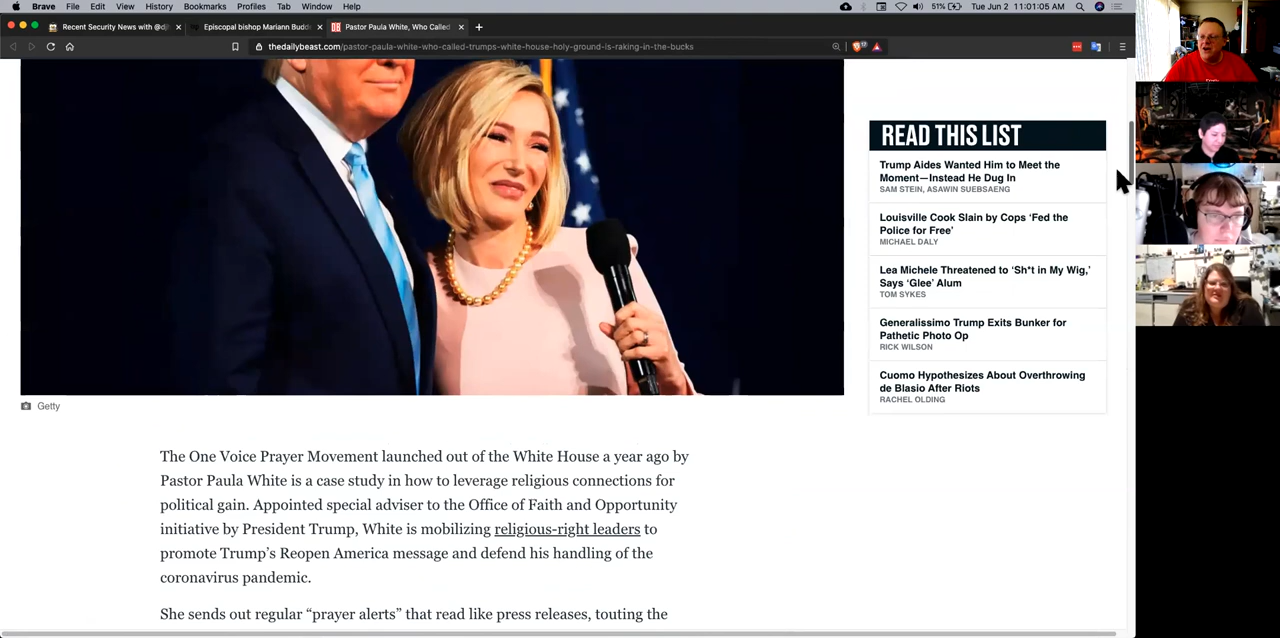 Brave File Edit View History Bookmarks Profiles Tab Window Help 51% Tue Jun 2 11:01:05 AM
Recent Security News with @dj × Episcopal bishop Mariann Budd × Pastor Paula White, Who Called × +
thedailybeast.com/pastor-paula-white-who-called-trumps-white-house-holy-ground-is-raking-in-the-bucks
READ THIS LIST
Trump Aides Wanted Him to Meet the
Moment—Instead He Dug In
SAM STEIN, ASAWIN SUEBSAENG
Louisville Cook Slain by Cops ‘Fed the
Police for Free’
MICHAEL DALY
Lea Michele Threatened to ‘Sh*t in My Wig,’
Says ‘Glee’ Alum
TOM SYKES
Generalissimo Trump Exits Bunker for
Pathetic Photo Op
RICK WILSON
Cuomo Hypothesizes About Overthrowing
de Blasio After Riots
RACHEL OLDING
Getty
The One Voice Prayer Movement launched out of the White House a year ago by
Pastor Paula White is a case study in how to leverage religious connections for
political gain. Appointed special adviser to the Office of Faith and Opportunity
initiative by President Trump, White is mobilizing religious-right leaders to
promote Trump’s Reopen America message and defend his handling of the
coronavirus pandemic.
She sends out regular “prayer alerts” that read like press releases, touting the